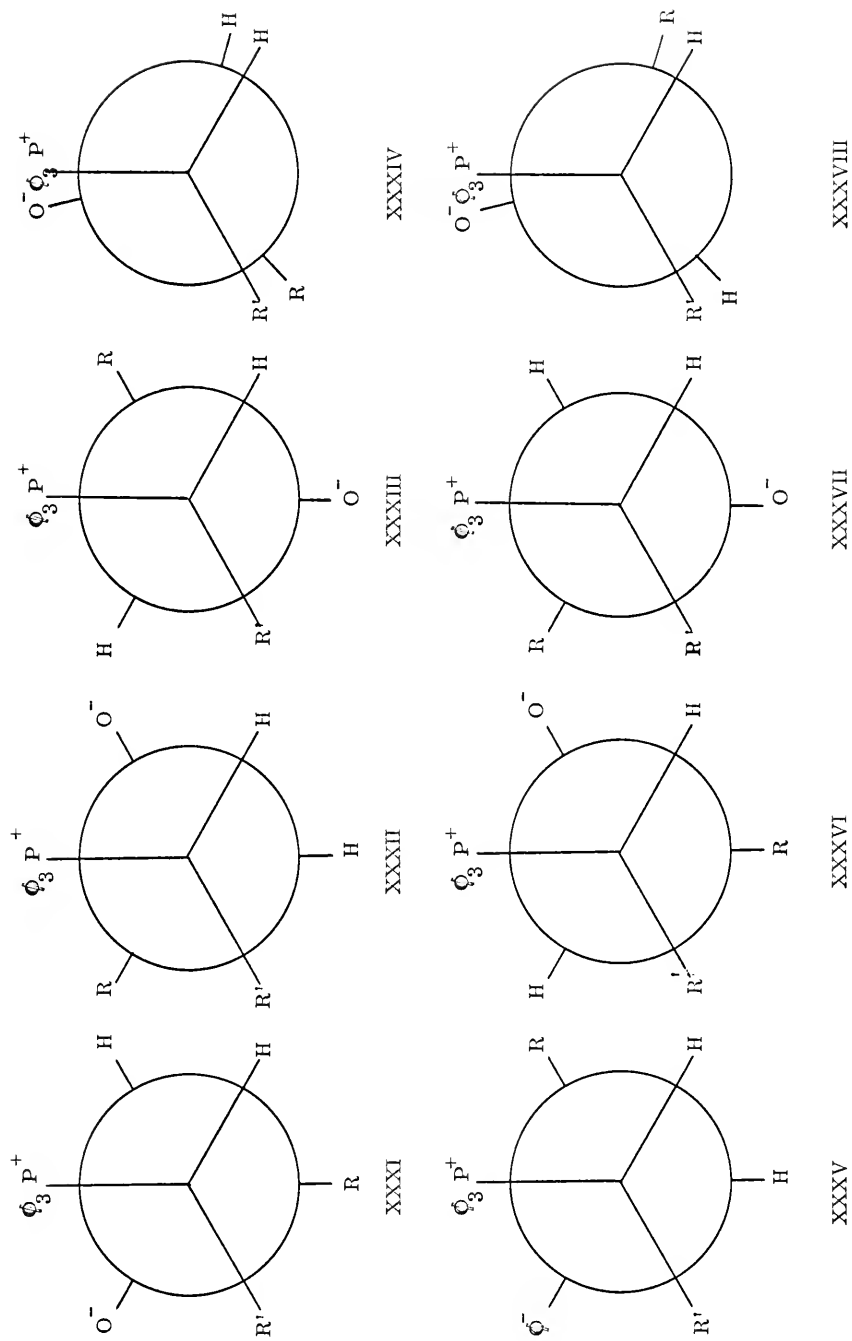 Φ₃P⁺
O⁻
H
R'
H
R
XXXI
Φ₃P⁺
R
O⁻
R'
H
H
XXXII
Φ₃P⁺
H
R
R'
H
O⁻
XXXIII
O⁻ Φ₃P⁺
H
H
R'
R
XXXIV
Φ₃P⁺
O⁻
R
R'
H
H
XXXV
Φ₃P⁺
H
O⁻
R'
H
R
XXXVI
Φ₃P⁺
R
H
R'
H
O⁻
XXXVII
O⁻ Φ₃P⁺
R
H
R'
H
XXXVIII